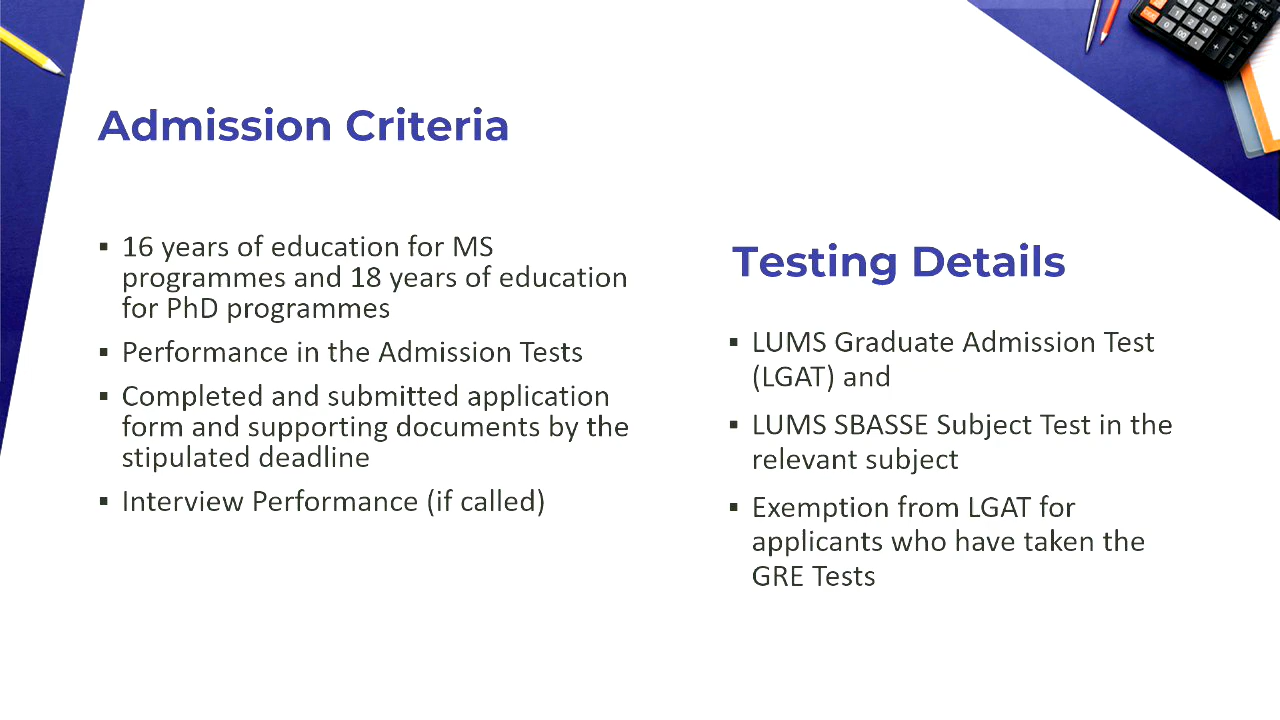 Admission Criteria
▪ 16 years of education for MS
programmes and 18 years of education
for PhD programmes
▪ Performance in the Admission Tests
▪ Completed and submitted application
form and supporting documents by the
stipulated deadline
▪ Interview Performance (if called)
Testing Details
▪ LUMS Graduate Admission Test
(LGAT) and
▪ LUMS SBASSE Subject Test in the
relevant subject
▪ Exemption from LGAT for
applicants who have taken the
GRE Tests